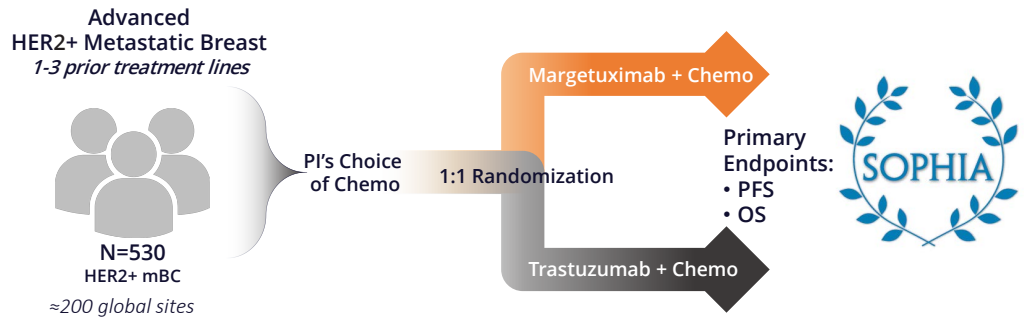 Advanced
HER2+ Metastatic Breast
1-3 prior treatment lines
N=530
HER2+ mBC
≈200 global sites
PI's Choice
of Chemo
1:1 Randomization
Margetuximab + Chemo
Trastuzumab + Chemo
Primary
Endpoints:
• PFS
• OS
SOPHIA